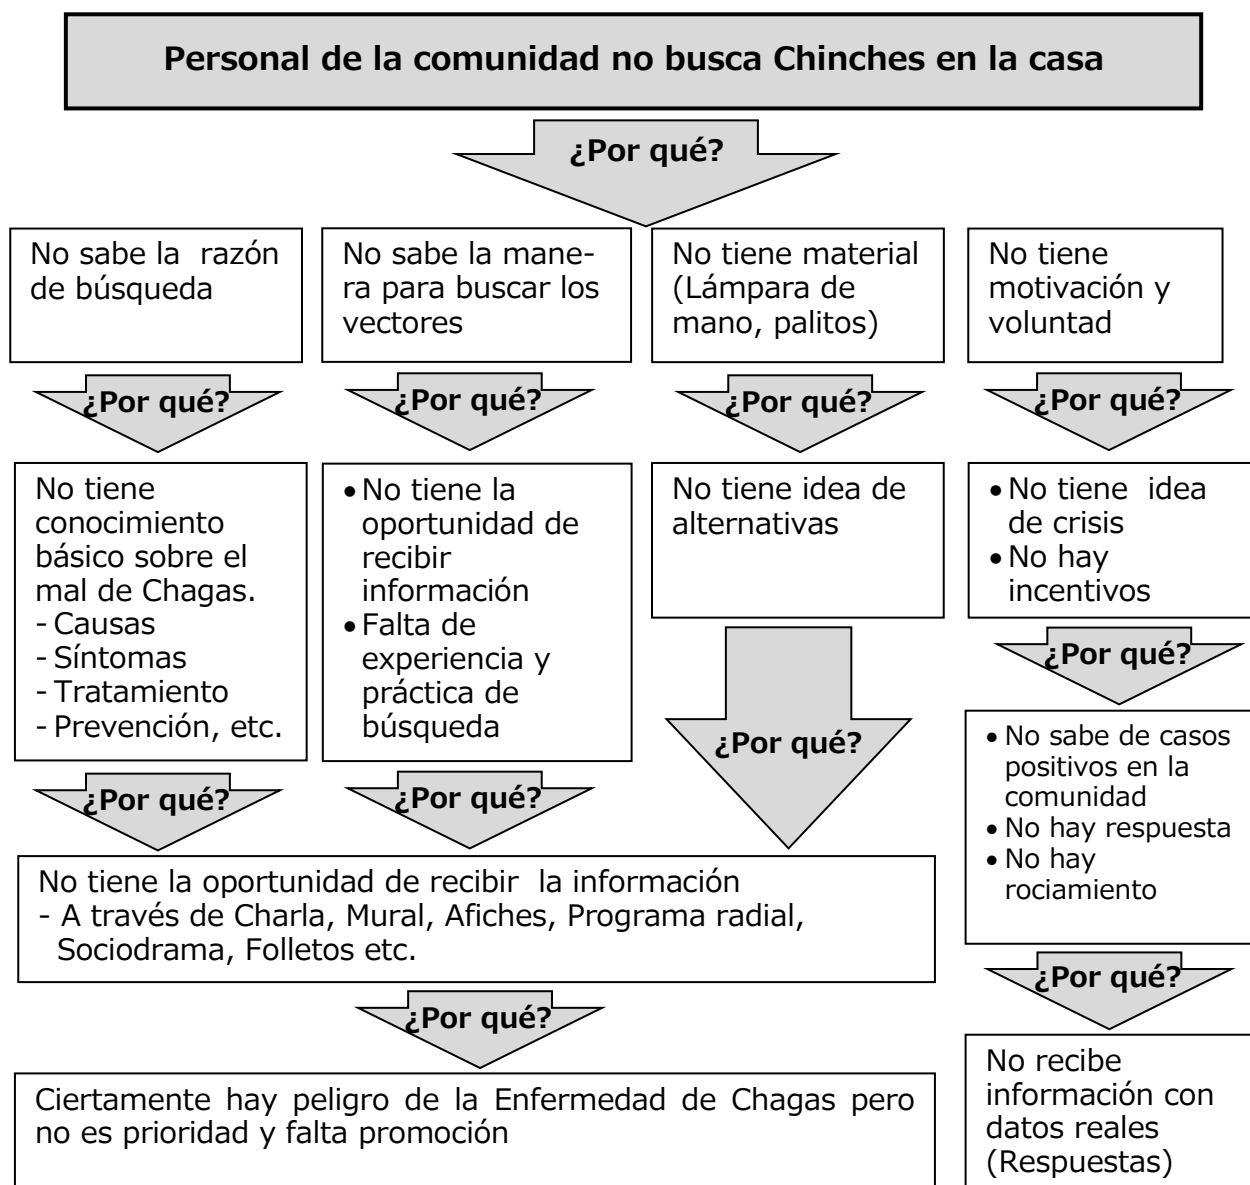 Personal de la comunidad no busca Chinches en la casa
¿Por qué?
No sabe la razón
de búsqueda
No sabe la mane-
ra para buscar los
vectores
No tiene material
(Lámpara de
mano, palitos)
No tiene
motivación y
voluntad
¿Por qué?
¿Por qué?
¿Por qué?
¿Por qué?
No tiene
conocimiento
básico sobre el
mal de Chagas.
- Causas
- Síntomas
- Tratamiento
- Prevención, etc.
• No tiene la
oportunidad de
recibir
información
• Falta de
experiencia y
práctica de
búsqueda
No tiene idea de
alternativas
• No tiene idea
de crisis
• No hay
incentivos
¿Por qué?
¿Por qué?
¿Por qué?
¿Por qué?
• No sabe de casos
positivos en la
comunidad
• No hay respuesta
• No hay
rociamiento
No tiene la oportunidad de recibir la información
- A través de Charla, Mural, Afiches, Programa radial,
Sociodrama, Folletos etc.
¿Por qué?
¿Por qué?
Ciertamente hay peligro de la Enfermedad de Chagas pero
no es prioridad y falta promoción
No recibe
información con
datos reales
(Respuestas)